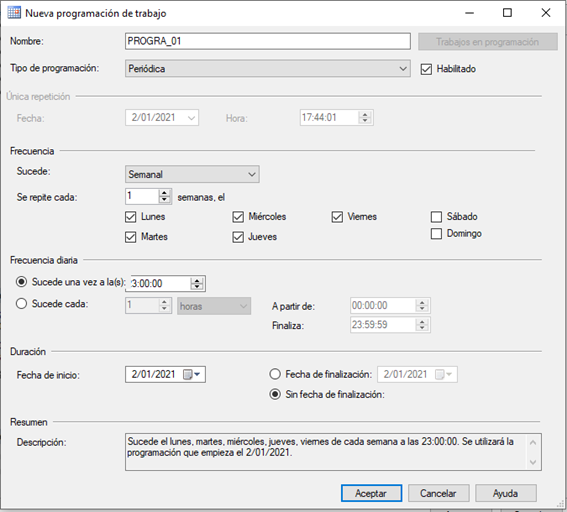 Nueva programación de trabajo
Nombre: PROGRA_01 Trabajos en programación
Tipo de programación: Periódica Habilitado
Única repetición
Fecha: 2/01/2021 Hora: 17:44:01
Frecuencia
Sucede: Semanal
Se repite cada: 1 semanas, el
Lunes Miércoles Viernes Sábado
Martes Jueves Domingo
Frecuencia diaria
Sucede una vez a la(s): 3:00:00
Sucede cada: 1 horas A partir de: 00:00:00
Finaliza: 23:59:59
Duración
Fecha de inicio: 2/01/2021 Fecha de finalización: 2/01/2021
Sin fecha de finalización:
Resumen
Descripción: Sucede el lunes, martes, miércoles, jueves, viernes de cada semana a las 23:00:00. Se utilizará la
programación que empieza el 2/01/2021.
Aceptar Cancelar Ayuda